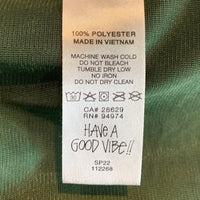 100% POLYESTER
MADE IN VIETNAM
MACHINE WASH COLD
DO NOT BLEACH
TUMBLE DRY LOW
NO IRON
DO NOT DRY CLEAN
CA# 28629
RN# 94974
HAVE A
GOOD VIBE!!
SP22
112268